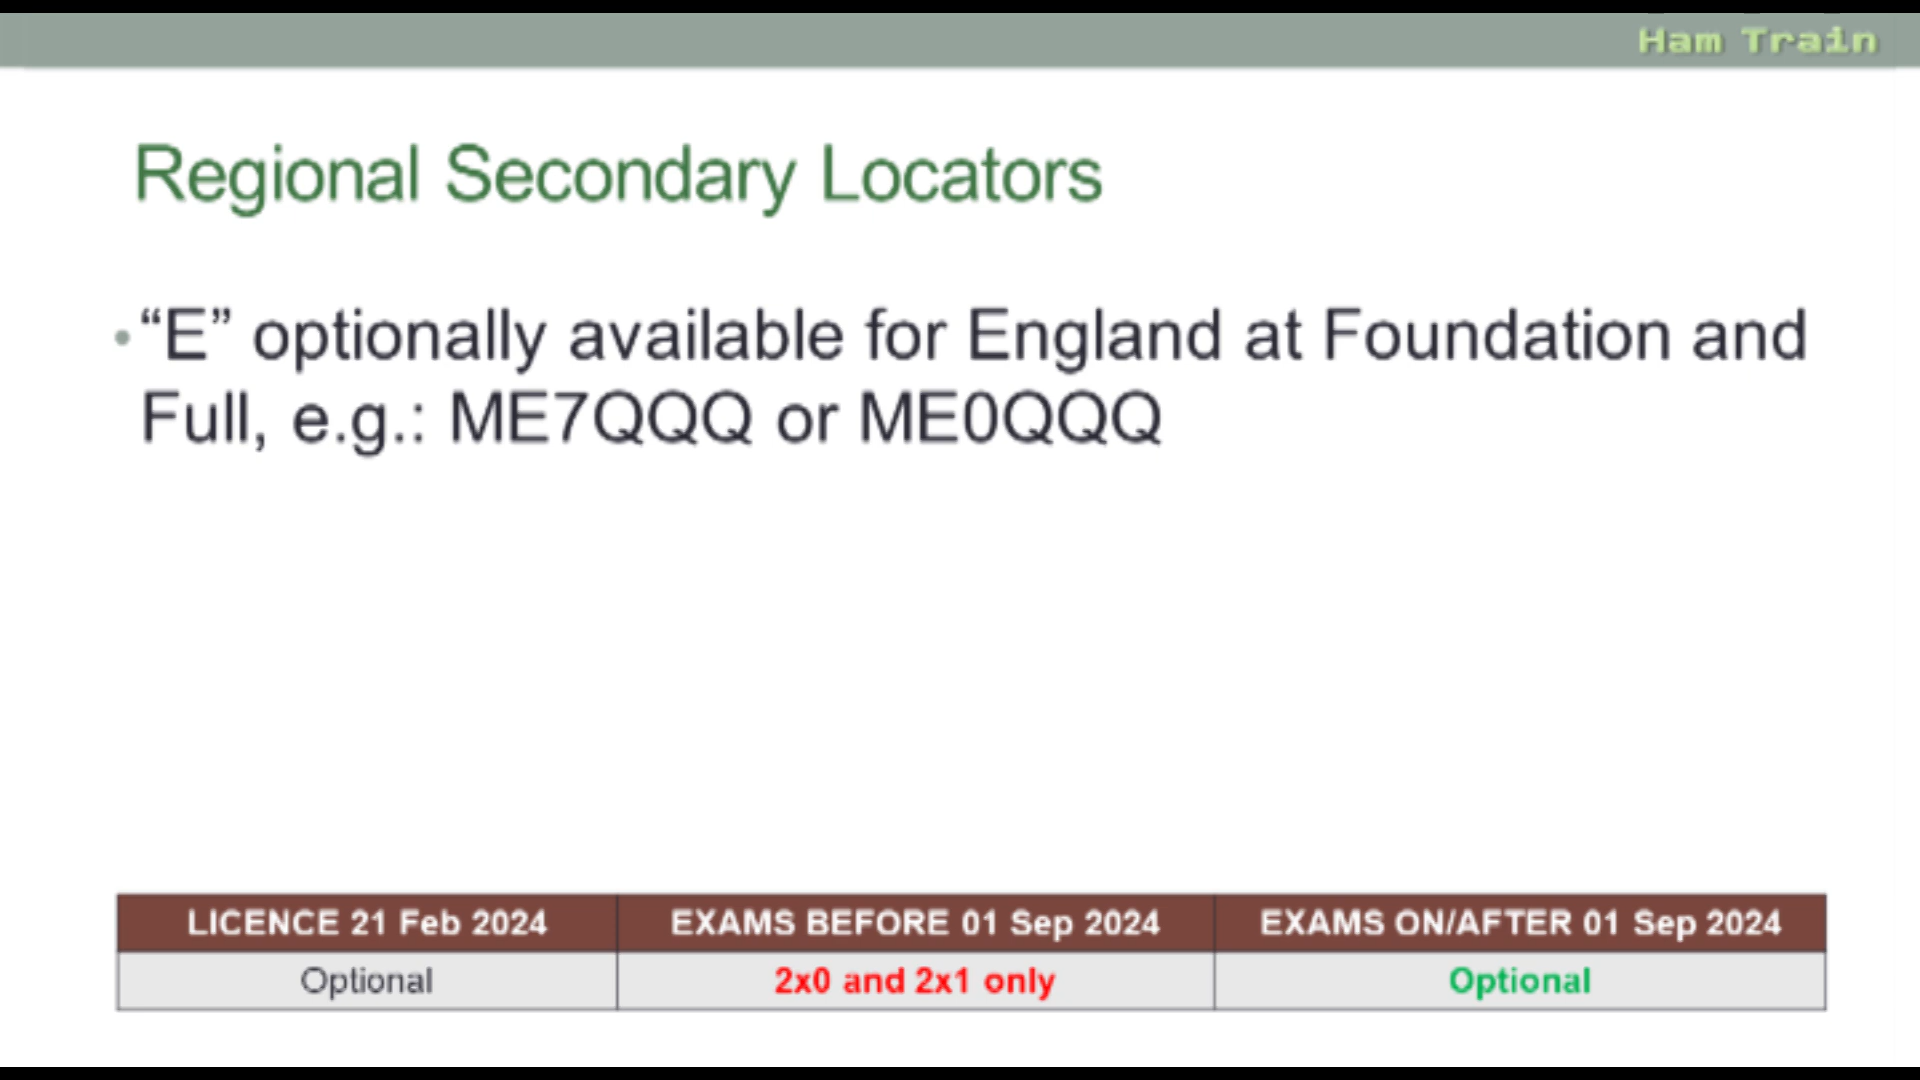 Ham Train
Regional Secondary Locators
• “E” optionally available for England at Foundation and
Full, e.g.: ME7QQQ or ME0QQQ
LICENCE 21 Feb 2024 EXAMS BEFORE 01 Sep 2024 EXAMS ON/AFTER 01 Sep 2024
Optional 2x0 and 2x1 only Optional